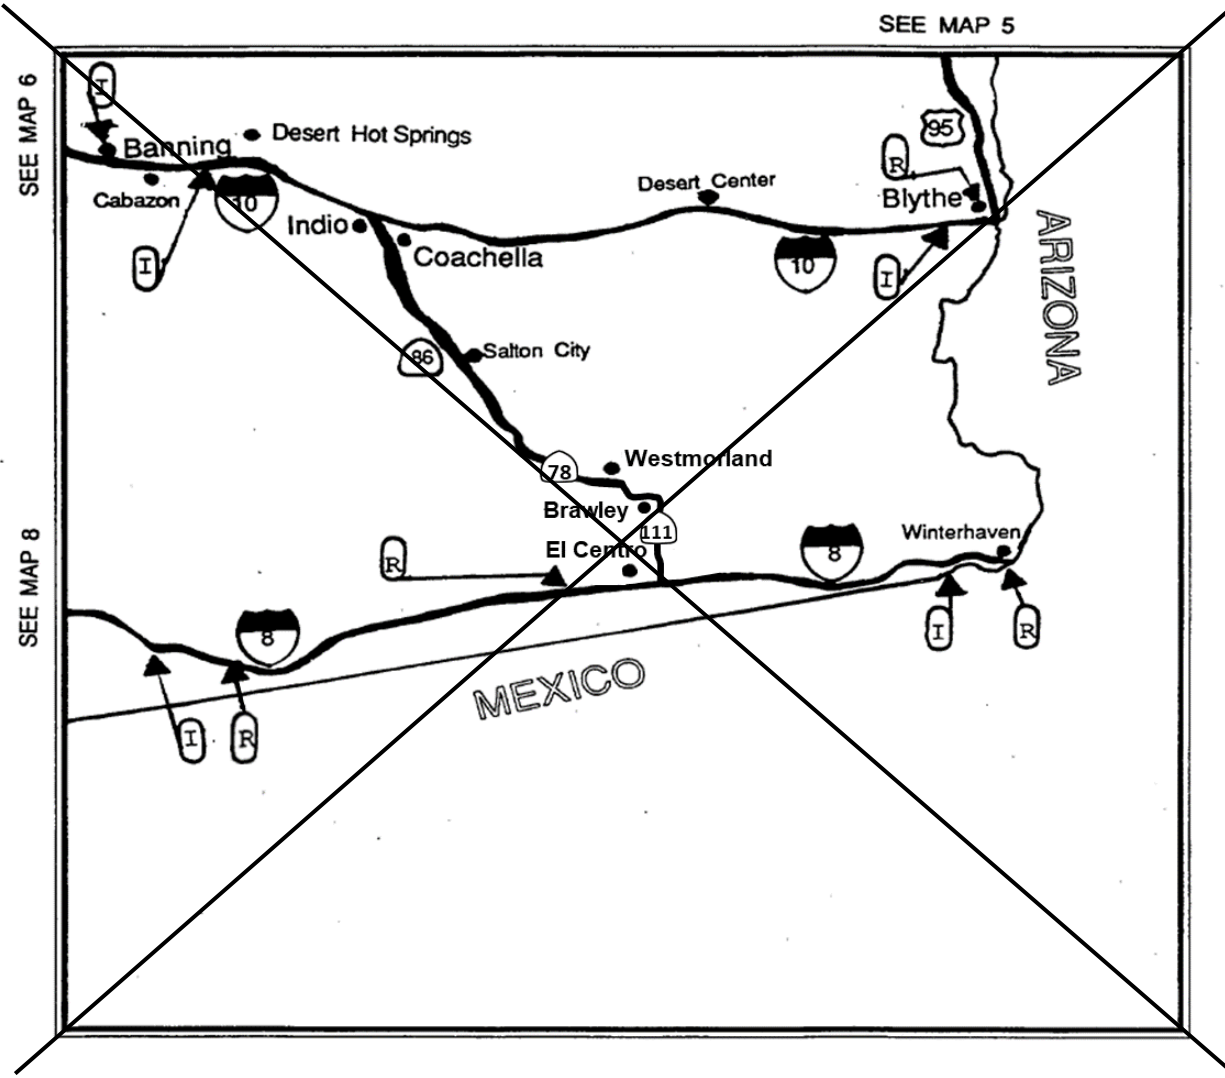 SEE MAP 5
SEE MAP 6
I
95
Desert Hot Springs
Banning
R
Desert Center
Cabazon
10
Blythe
Indio
ARIZONA
Coachella
I
10
I
86
Salton City
78
Westmorland
Brawley
111
El Centro
R
8
Winterhaven
SEE MAP 8
8
I
R
MEXICO
I
R